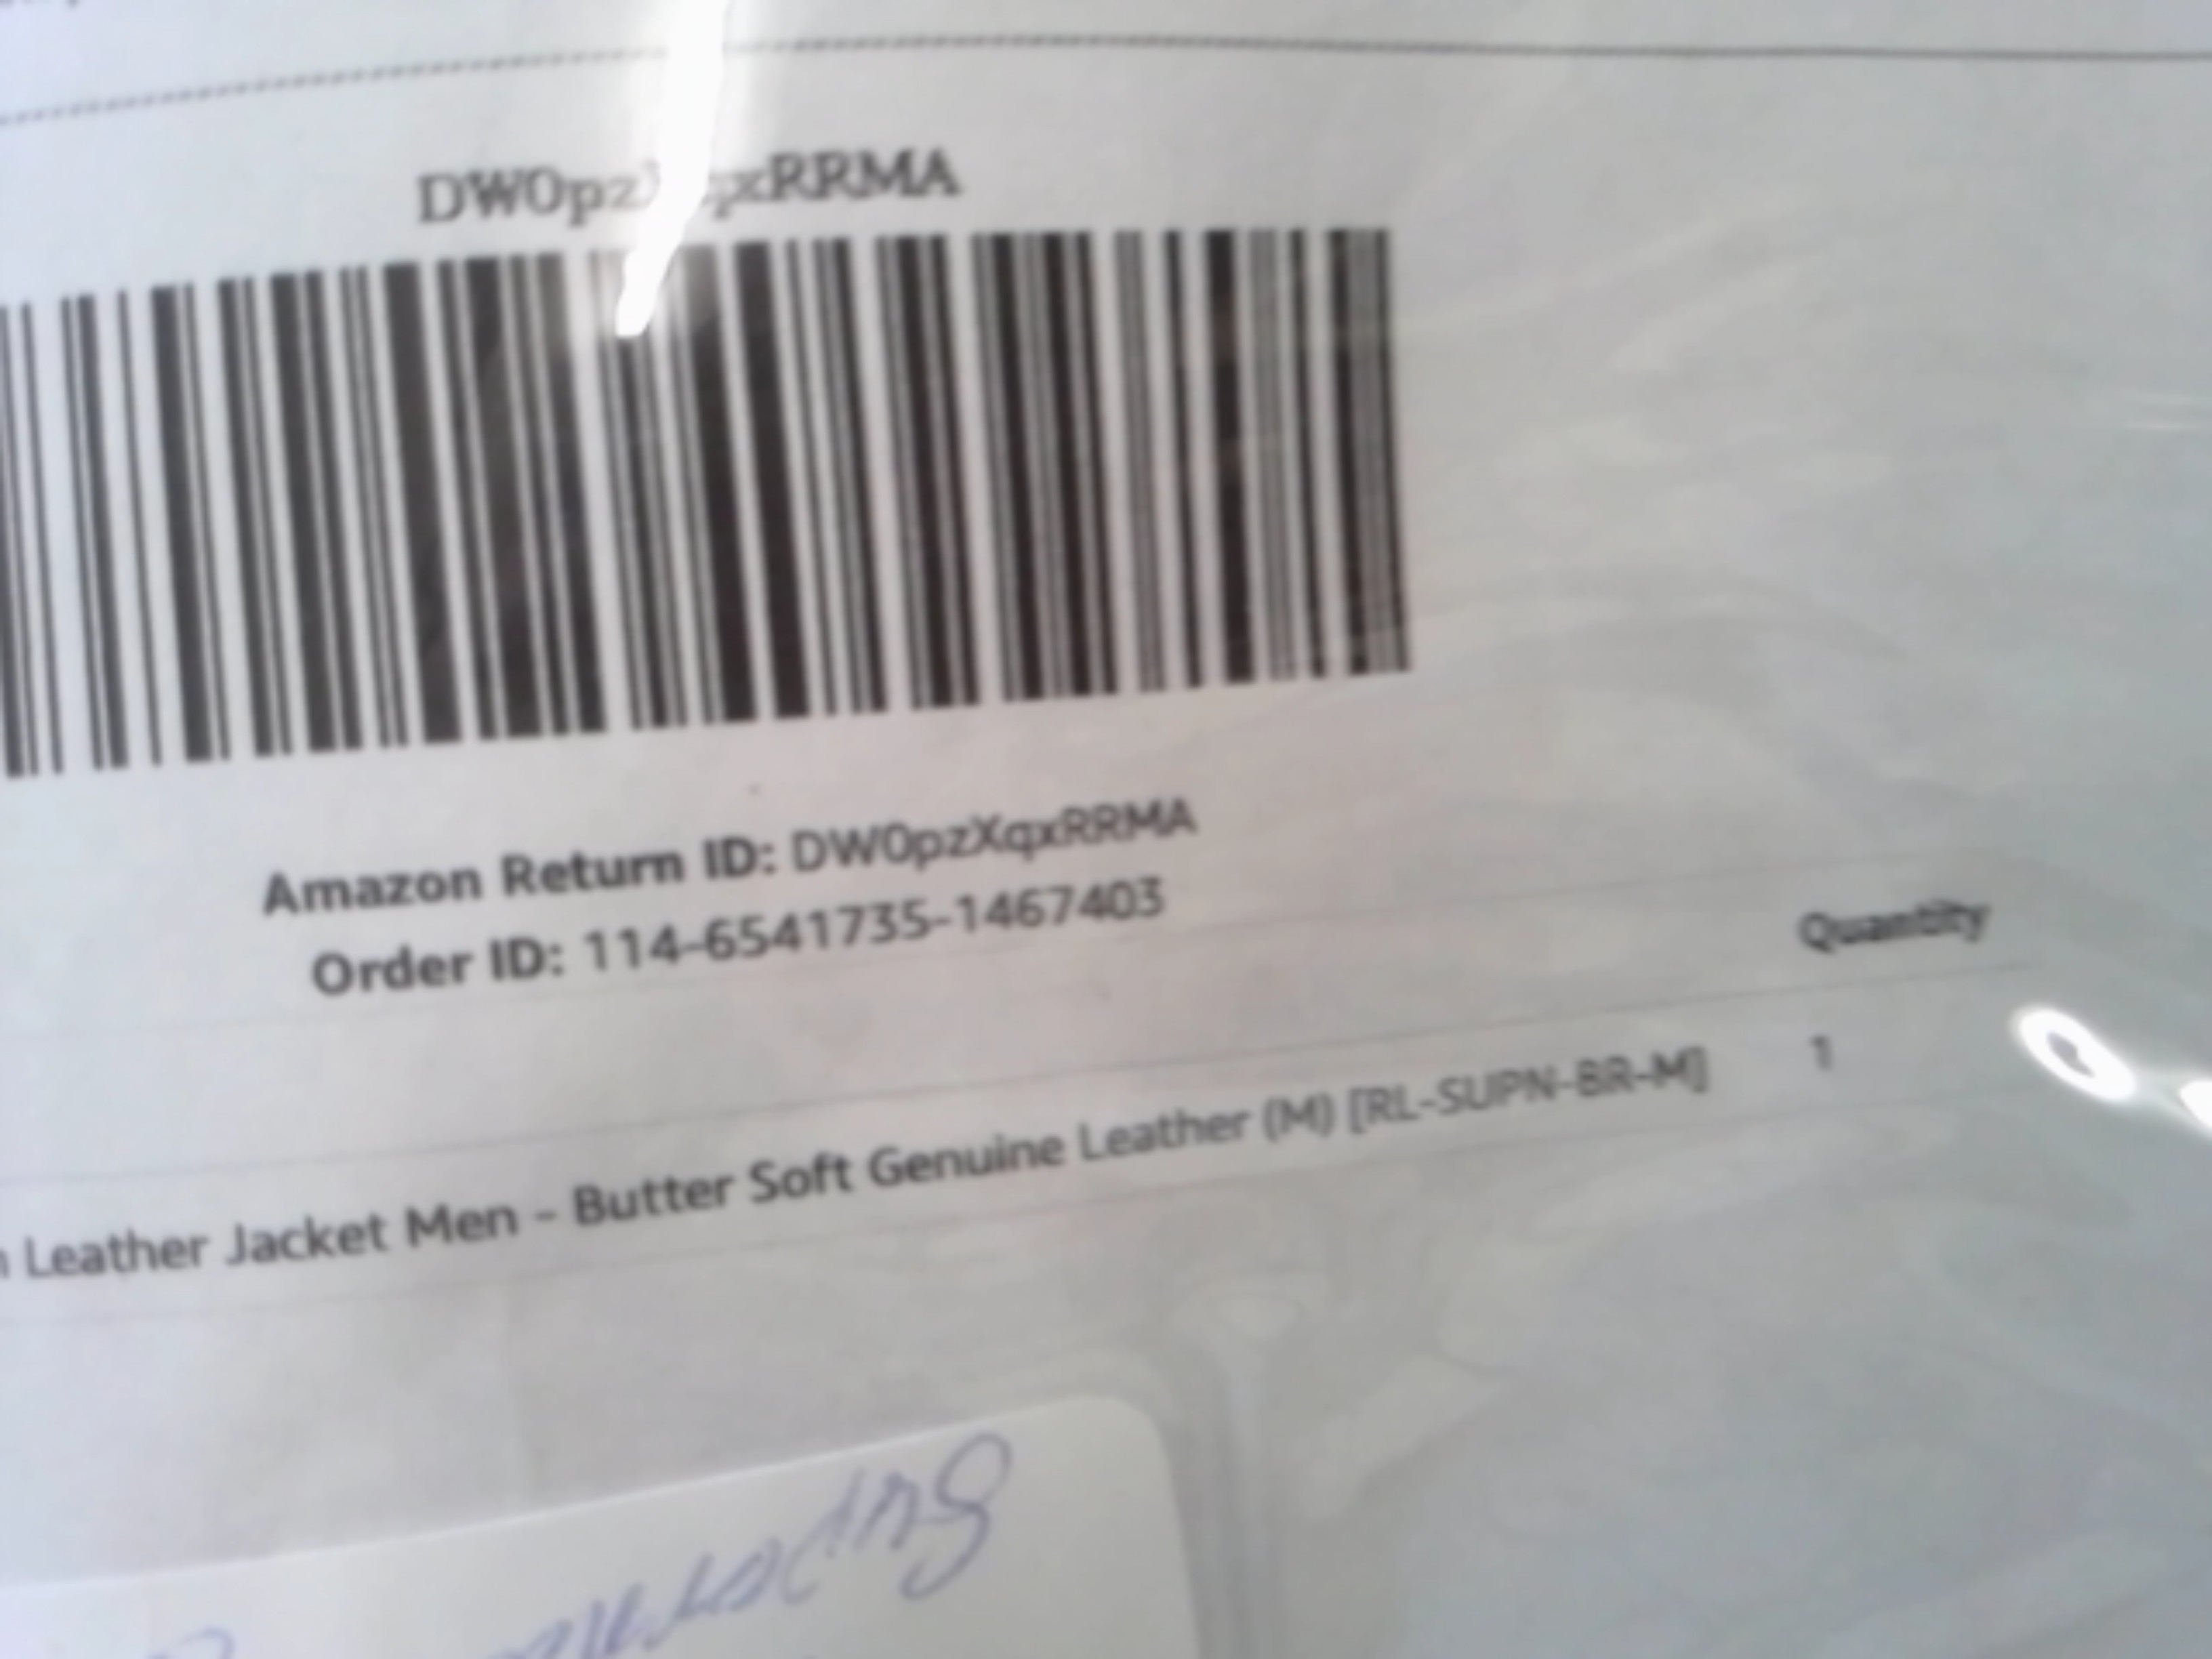 Amazon Return ID: DW0pzXqxRRMA
Order ID: 114-6541735-1467403
Quantity
Leather Jacket Men - Butter Soft Genuine Leather (M) [RL-SUPN-BR-M] 1